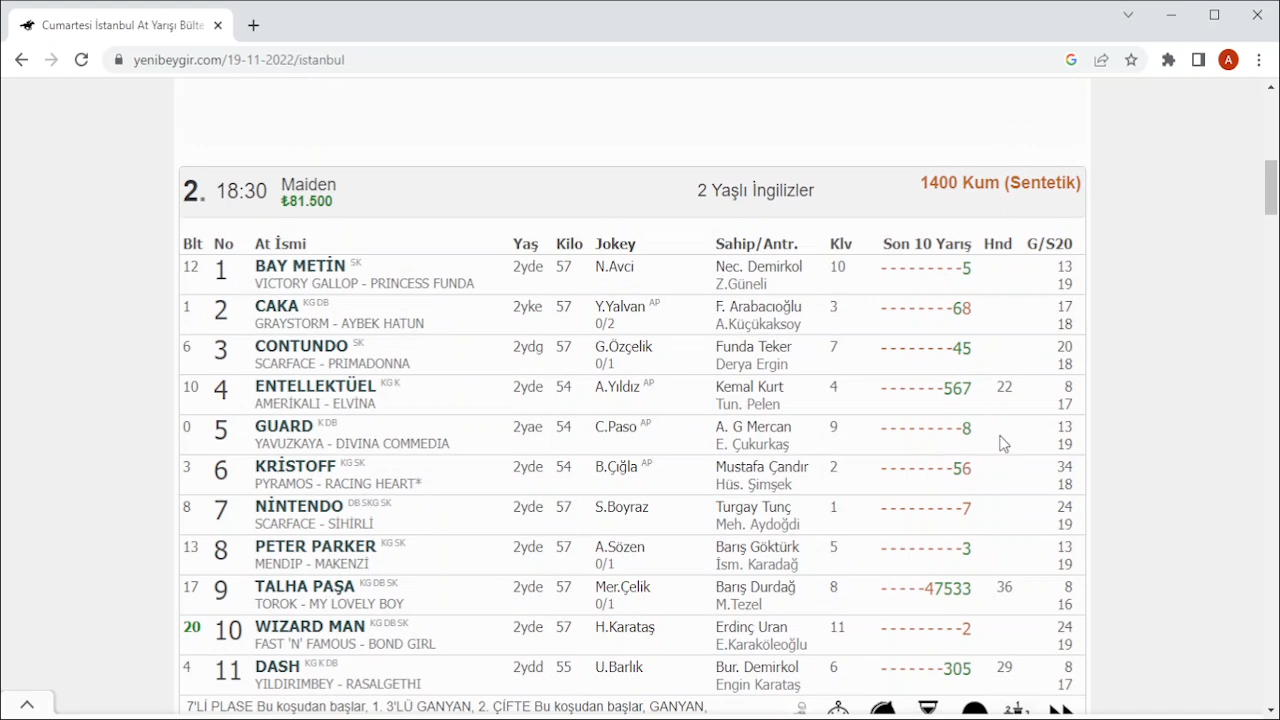 Cumartesi İstanbul At Yarışı Bülte
yenibeygir.com/19-11-2022/istanbul
A
2. 18:30 Maiden 2 Yaşlı İngilizler 1400 Kum (Sentetik)
₺81.500
Blt No At İsmi Yaş Kilo Jokey Sahip/Antr. Klv Son 10 Yarış Hnd G/S20
12 1 BAY METİN SK 2yde 57 N.Avci Nec. Demirkol 10 - - - - - - - - -5 13
VICTORY GALLOP - PRINCESS FUNDA Z.Güneli 19
1 2 CAKA KG DB 2yke 57 Y.Yalvan AP F. Arabacıoğlu 3 - - - - - - - -68 17
GRAYSTORM - AYBEK HATUN 0/2 A.Küçükaksoy 18
6 3 CONTUNDO SK 2ydg 57 G.Özçelik Funda Teker 7 - - - - - - - -45 20
SCARFACE - PRIMADONNA 0/1 Derya Ergin 18
10 4 ENTELLEKTÜEL KG K 2yde 54 A.Yıldız AP Kemal Kurt 4 - - - - - - -567 22 8
AMERİKALI - ELVİNA Tun. Pelen 17
0 5 GUARD K DB 2yae 54 C.Paso AP A. G Mercan 9 - - - - - - - - -8 13
YAVUZKAYA - DIVINA COMMEDIA E. Çukurkaş 19
3 6 KRİSTOFF KG SK 2yde 54 B.Çığla AP Mustafa Çandır 2 - - - - - - - -56 34
PYRAMOS - RACING HEART* Hüs. Şimşek 18
8 7 NİNTENDO DB SKG SK 2yde 57 S.Boyraz Turgay Tunç 1 - - - - - - - - -7 24
SCARFACE - SİHİRLİ Meh. Aydoğdi 19
13 8 PETER PARKER KG SK 2yde 57 A.Sözen Barış Göktürk 5 - - - - - - - - -3 13
MENDIP - MAKENZİ 0/1 İsm. Karadağ 19
17 9 TALHA PAŞA KG DB SK 2yde 57 Mer.Çelik Barış Durdağ 8 - - - - -47533 36 8
TOROK - MY LOVELY BOY 0/1 M.Tezel 16
20 10 WIZARD MAN KG DB SK 2yde 57 H.Karataş Erdinç Uran 11 - - - - - - - - -2 24
FAST 'N' FAMOUS - BOND GIRL E.Karaköleoğlu 19
4 11 DASH KG K DB 2ydd 55 U.Barlık Bur. Demirkol 6 - - - - - - -305 29 8
YILDIRIMBEY - RASALGETHI Engin Karataş 17
7'Lİ PLASE Bu koşudan başlar, 1. 3'LÜ GANYAN, 2. ÇİFTE Bu koşudan başlar, GANYAN,